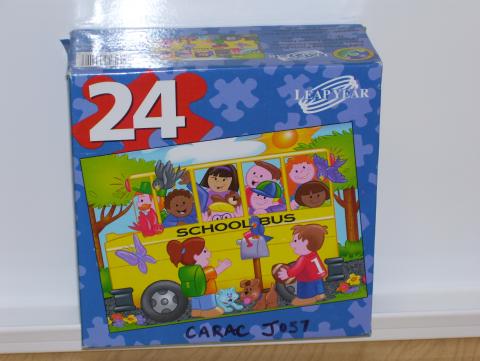 24
LEAP YEAR
SCHOOL BUS
1
CARAC J057